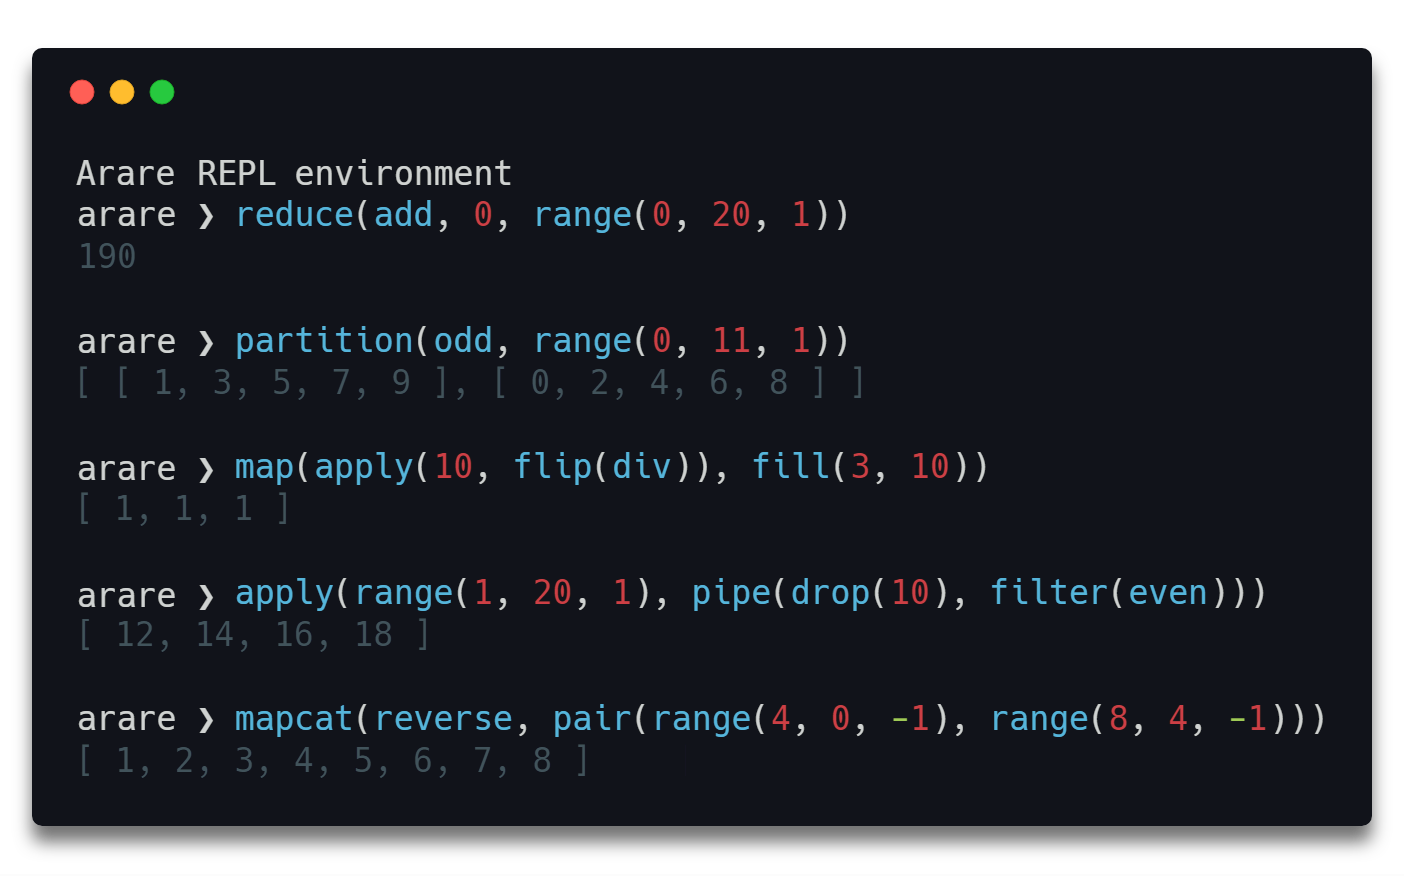 Arare REPL environment
arare ❯ reduce(add, 0, range(0, 20, 1))
190
arare ❯ partition(odd, range(0, 11, 1))
[ [ 1, 3, 5, 7, 9 ], [ 0, 2, 4, 6, 8 ] ]
arare ❯ map(apply(10, flip(div)), fill(3, 10))
[ 1, 1, 1 ]
arare ❯ apply(range(1, 20, 1), pipe(drop(10), filter(even)))
[ 12, 14, 16, 18 ]
arare ❯ mapcat(reverse, pair(range(4, 0, -1), range(8, 4, -1)))
[ 1, 2, 3, 4, 5, 6, 7, 8 ]